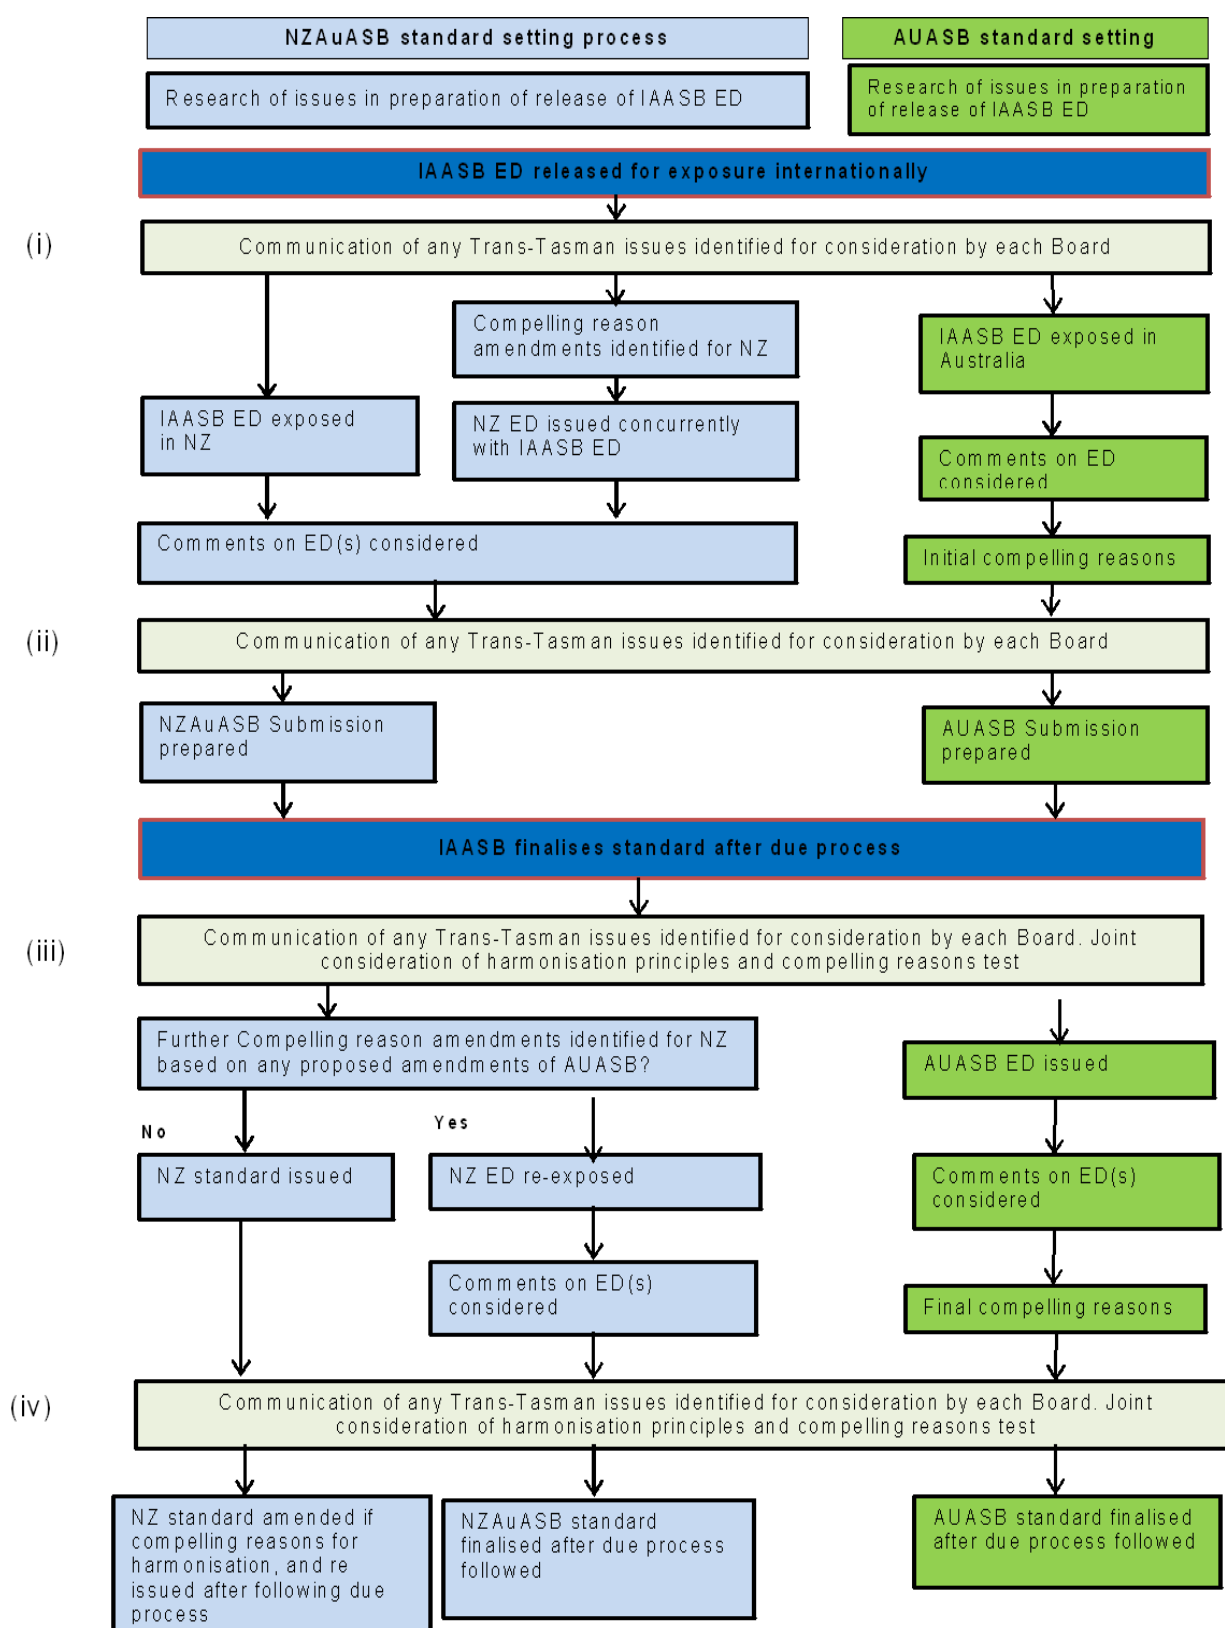 NZAuASB standard setting process
AUASB standard setting
Research of issues in preparation of release of IAASB ED
Research of issues in preparation
of release of IAASB ED
IAASB ED released for exposure internationally
(i)
Communication of any Trans-Tasman issues identified for consideration by each Board
Compelling reason
amendments identified for NZ
IAASB ED exposed in
Australia
IAASB ED exposed
in NZ
NZ ED issued concurrently
with IAASB ED
Comments on ED
considered
Comments on ED(s) considered
Initial compelling reasons
(ii)
Communication of any Trans-Tasman issues identified for consideration by each Board
NZAuASB Submission
prepared
AUASB Submission
prepared
IAASB finalises standard after due process
(iii)
Communication of any Trans-Tasman issues identified for consideration by each Board. Joint
consideration of harmonisation principles and compelling reasons test
Further Compelling reason amendments identified for NZ
based on any proposed amendments of AUASB?
AUASB ED issued
No
Yes
NZ standard issued
NZ ED re-exposed
Comments on ED(s)
considered
Comments on ED(s)
considered
Final compelling reasons
(iv)
Communication of any Trans-Tasman issues identified for consideration by each Board. Joint
consideration of harmonisation principles and compelling reasons test
NZ standard amended if
compelling reasons for
harmonisation, and re
issued after following due
process
NZAuASB standard
finalised after due process
followed
AUASB standard finalised
after due process followed